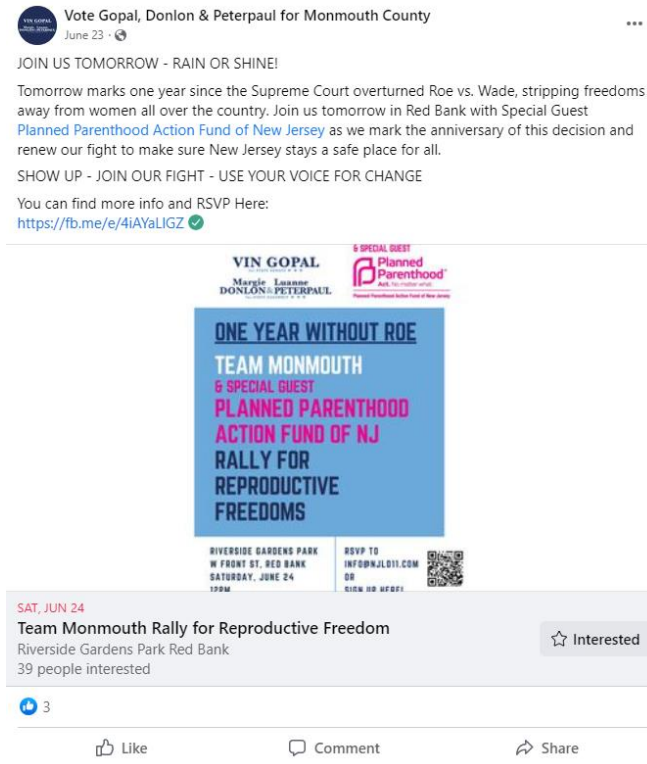 Vote Gopal, Donlon & Peterpaul for Monmouth County
June 23
JOIN US TOMORROW - RAIN OR SHINE!
Tomorrow marks one year since the Supreme Court overturned Roe vs. Wade, stripping freedoms
away from women all over the country. Join us tomorrow in Red Bank with Special Guest
Planned Parenthood Action Fund of New Jersey as we mark the anniversary of this decision and
renew our fight to make sure New Jersey stays a safe place for all.
SHOW UP - JOIN OUR FIGHT - USE YOUR VOICE FOR CHANGE
You can find more info and RSVP Here:
https://fb.me/e/4iAYaLIGZ
VIN GOPAL
Margie Luanne
DONLON & PETERPAUL
& SPECIAL GUEST
Planned
Parenthood
Act. No matter what.
Planned Parenthood Action Fund of New Jersey
ONE YEAR WITHOUT ROE
TEAM MONMOUTH
& SPECIAL GUEST
PLANNED PARENTHOOD
ACTION FUND OF NJ
RALLY FOR
REPRODUCTIVE
FREEDOMS
RIVERSIDE GARDENS PARK
W FRONT ST, RED BANK
SATURDAY, JUNE 24
12PM
RSVP TO
INFO@NJLD11.COM
OR
SIGN UP HERE!
SAT, JUN 24
Team Monmouth Rally for Reproductive Freedom
Riverside Gardens Park Red Bank
39 people interested
Interested
3
Like
Comment
Share